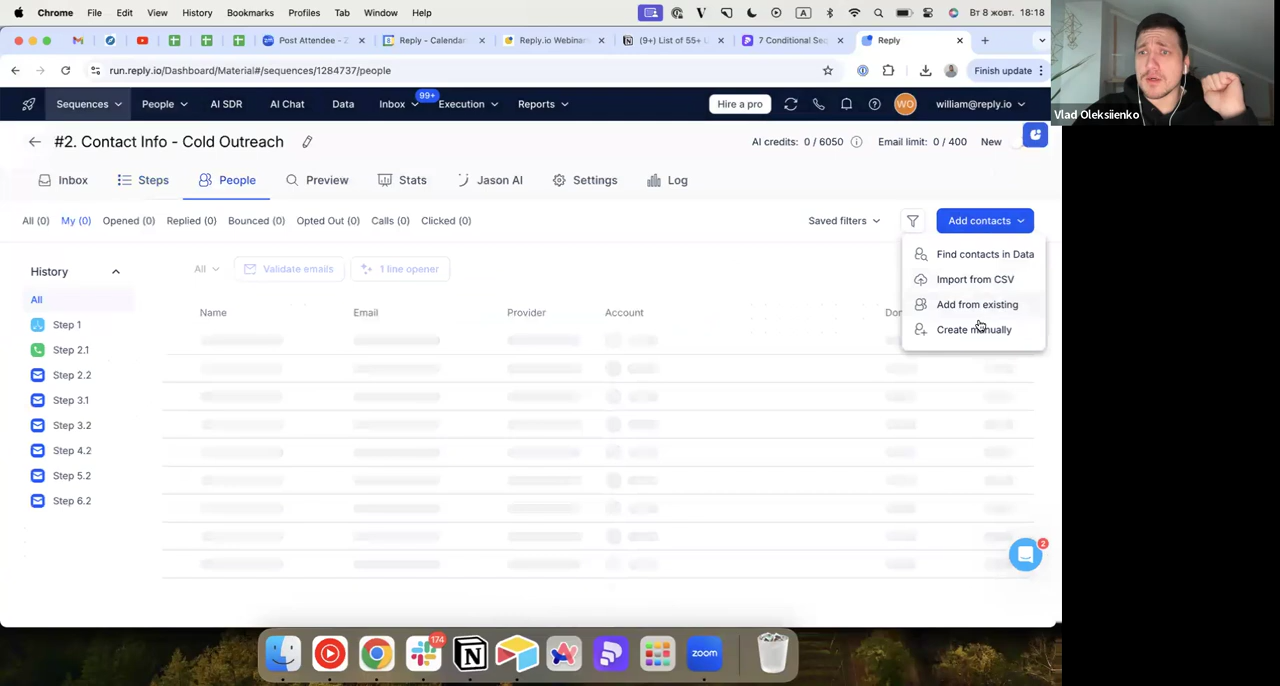 Chrome File Edit View History Bookmarks Profiles Tab Window Help A Вт 8 жовт. 18:18
Post Attendee - Z Reply - Calendar Reply.io Webinar (9+) List of 55+ 7 Conditional Seq Reply
run.reply.io/Dashboard/Material#/sequences/1284737/people Finish update
Vlad Oleksiienko
Sequences People AI SDR AI Chat Data Inbox 99+ Execution Reports Hire a pro WO william@reply.io
#2. Contact Info - Cold Outreach AI credits: 0 / 6050 Email limit: 0 / 400 New
Inbox Steps People Preview Stats Jason AI Settings Log
All (0) My (0) Opened (0) Replied (0) Bounced (0) Opted Out (0) Calls (0) Clicked (0) Saved filters Add contacts
Find contacts in Data
Import from CSV
Add from existing
Create manually
History All Validate emails 1 line opener
All
Name Email Provider Account
Step 1
Step 2.1
Step 2.2
Step 3.1
Step 3.2
Step 4.2
Step 5.2
Step 6.2
2
174
zoom